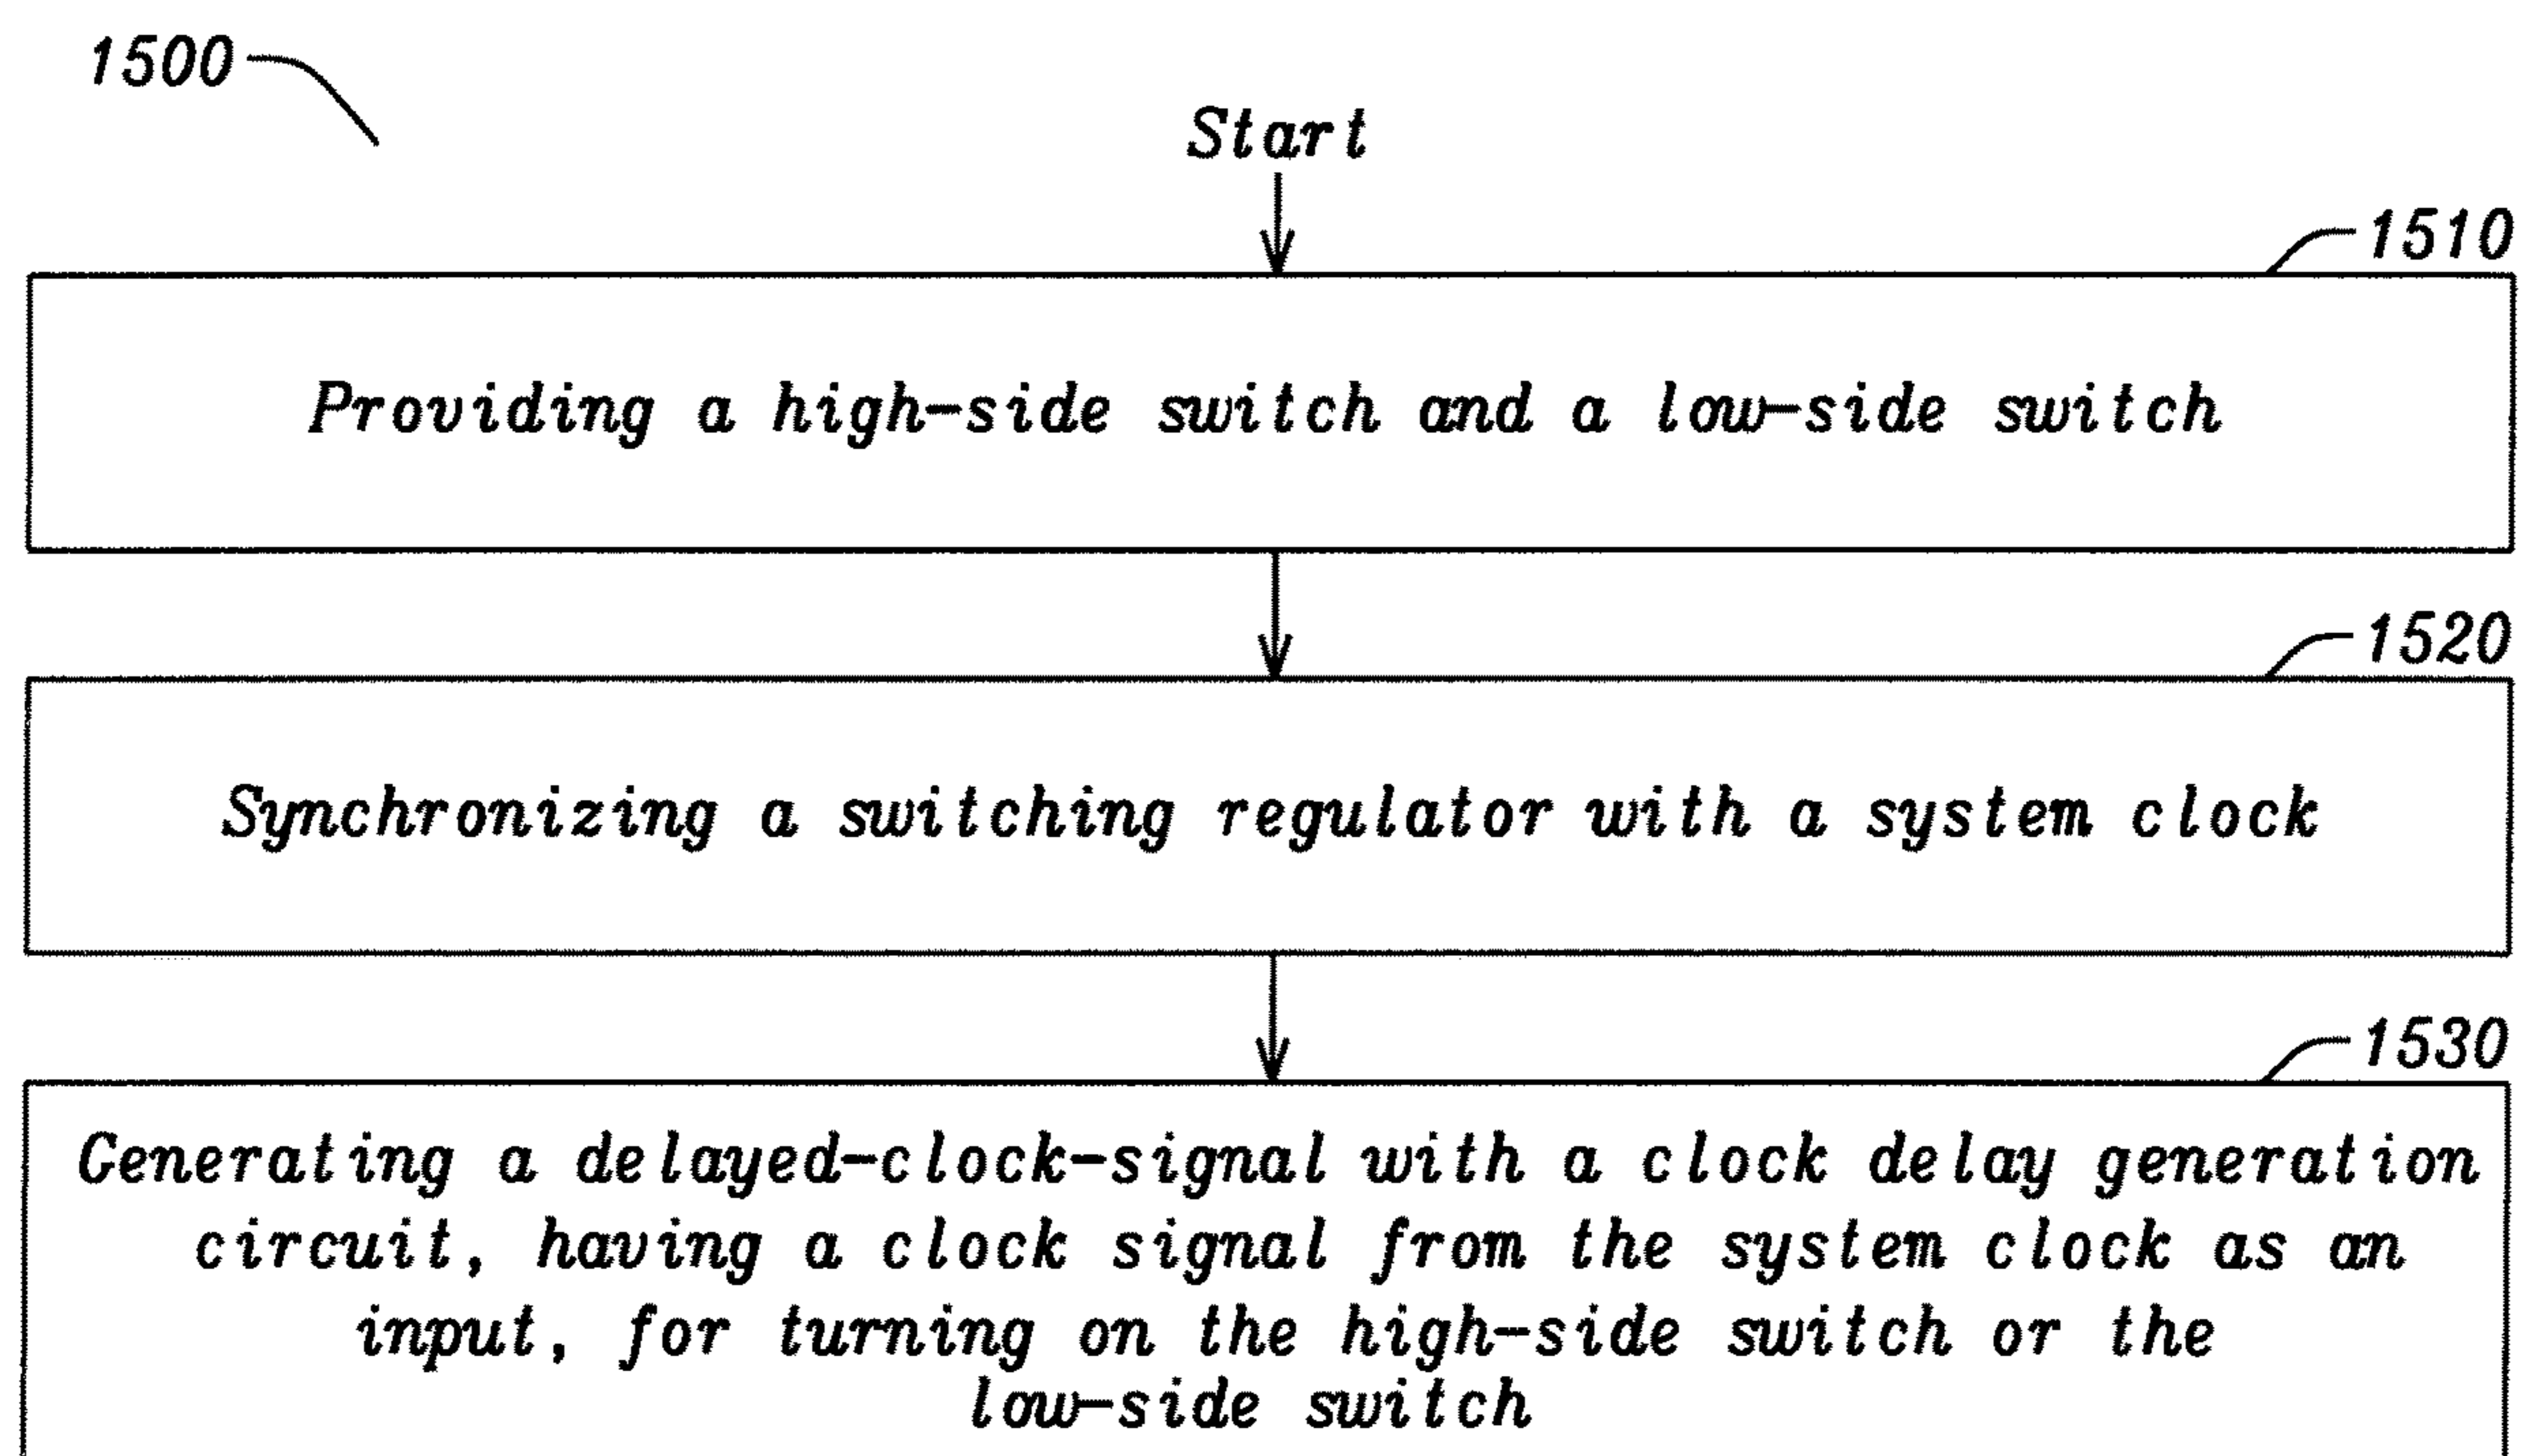 1500
Start
1510
Providing a high-side switch and a low-side switch
1520
Synchronizing a switching regulator with a system clock
1530
Generating a delayed-clock-signal with a clock delay generation
circuit, having a clock signal from the system clock as an
input, for turning on the high-side switch or the
low-side switch